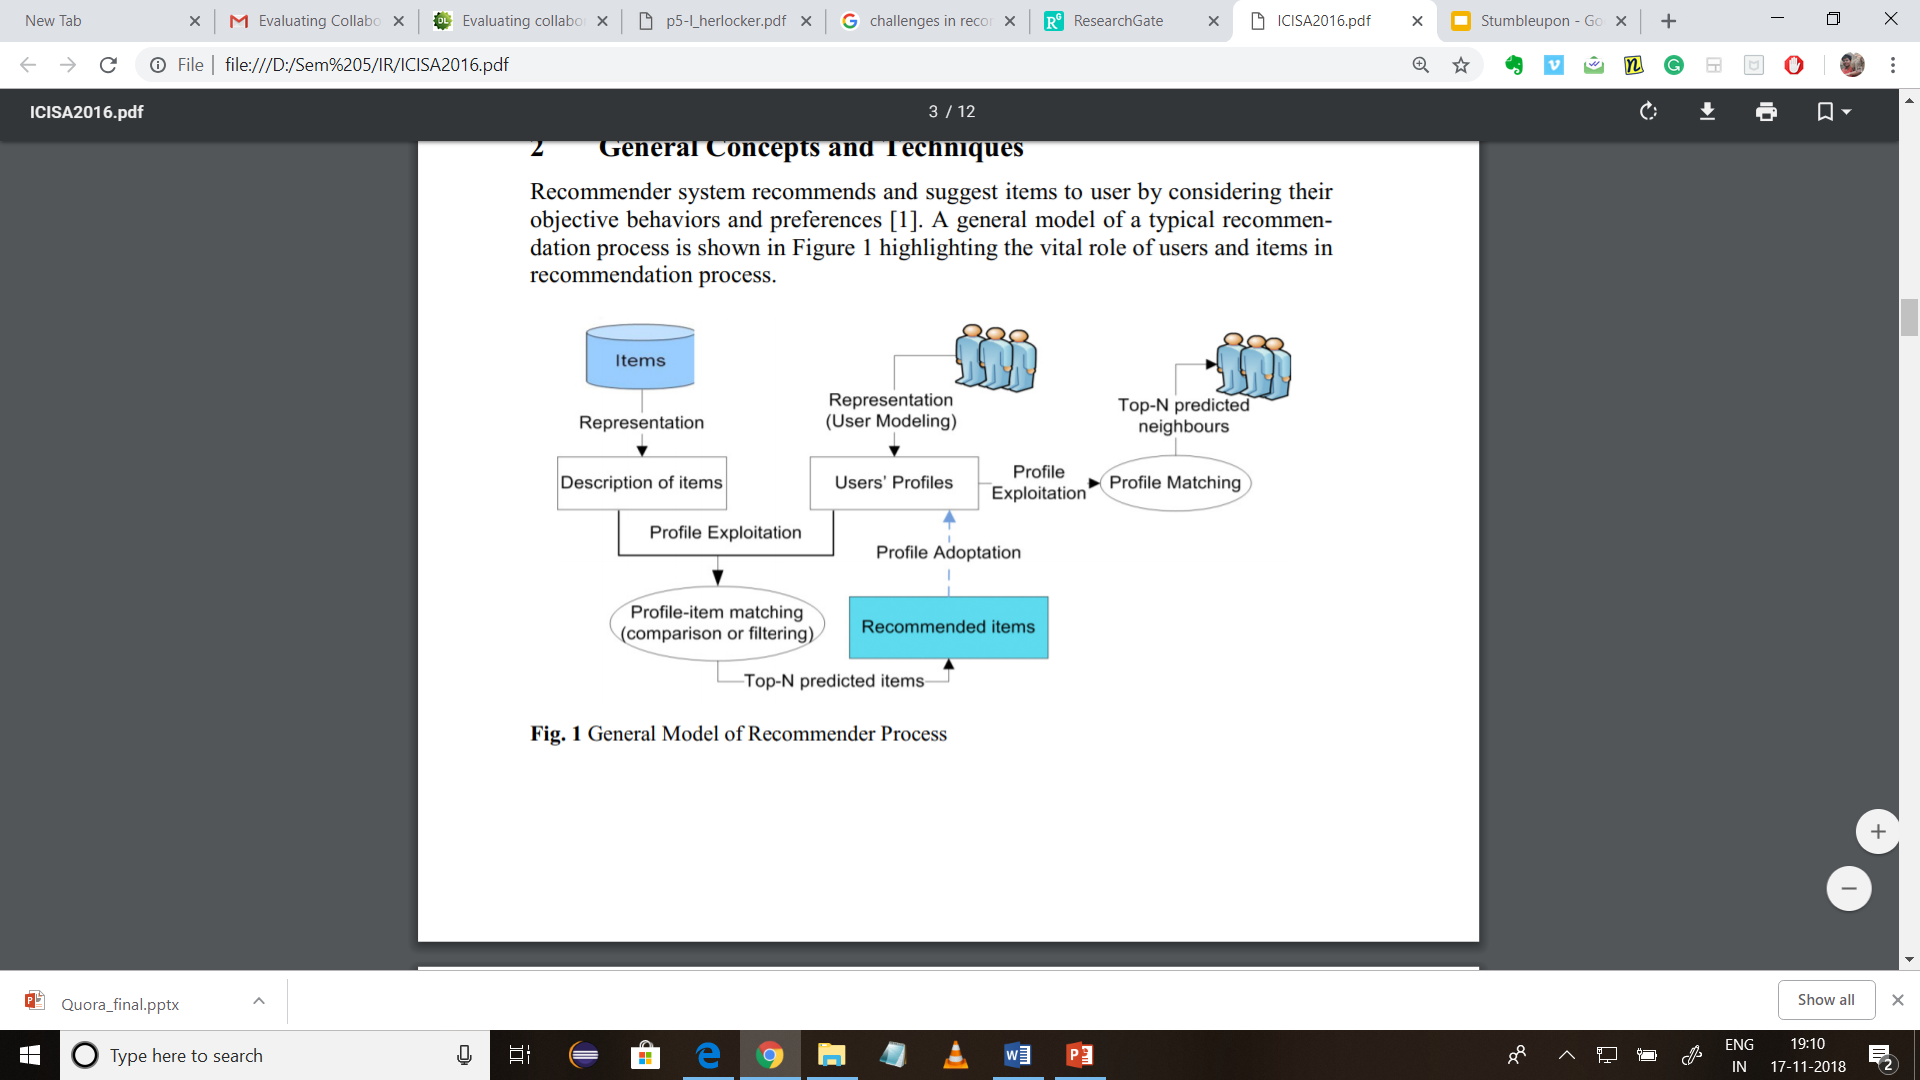 New Tab
Evaluating Collabo
Evaluating collabo
p5-l_herlocker.pdf
challenges in recor
ResearchGate
ICISA2016.pdf
Stumbleupon - Go
File
file:///D:/Sem%205/IR/ICISA2016.pdf
ICISA2016.pdf
3 / 12
2 General Concepts and Techniques
Recommender system recommends and suggest items to user by considering their
objective behaviors and preferences [1]. A general model of a typical recommen-
dation process is shown in Figure 1 highlighting the vital role of users and items in
recommendation process.
Items
Representation
Description of items
Representation
(User Modeling)
Users' Profiles
Profile
Exploitation
Profile Matching
Top-N predicted
neighbours
Profile Exploitation
Profile Adoptation
Profile-item matching
(comparison or filtering)
Recommended items
Top-N predicted items
Fig. 1 General Model of Recommender Process
Quora_final.pptx
Show all
Type here to search
ENG
IN
19:10
17-11-2018
2